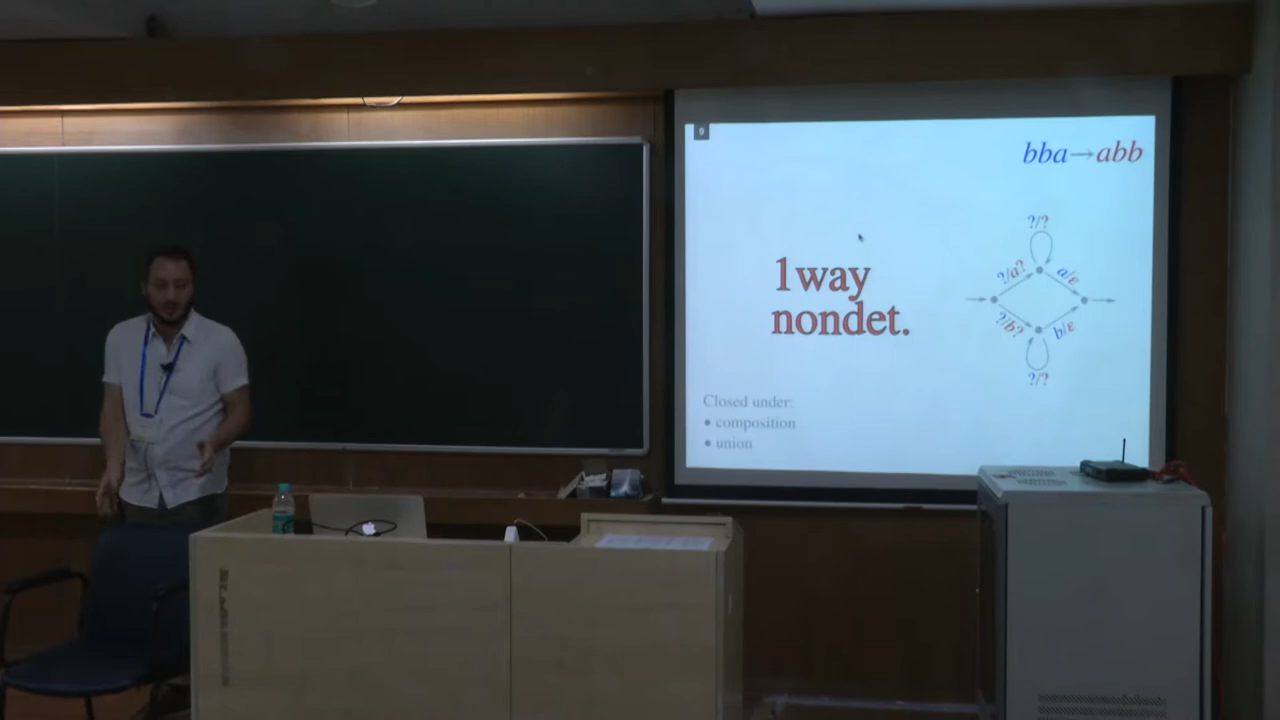 9
bba→abb
1way
nondet.
?/?
?/a?
a/ε
?/b?
b/ε
?/?
Closed under:
• composition
• union